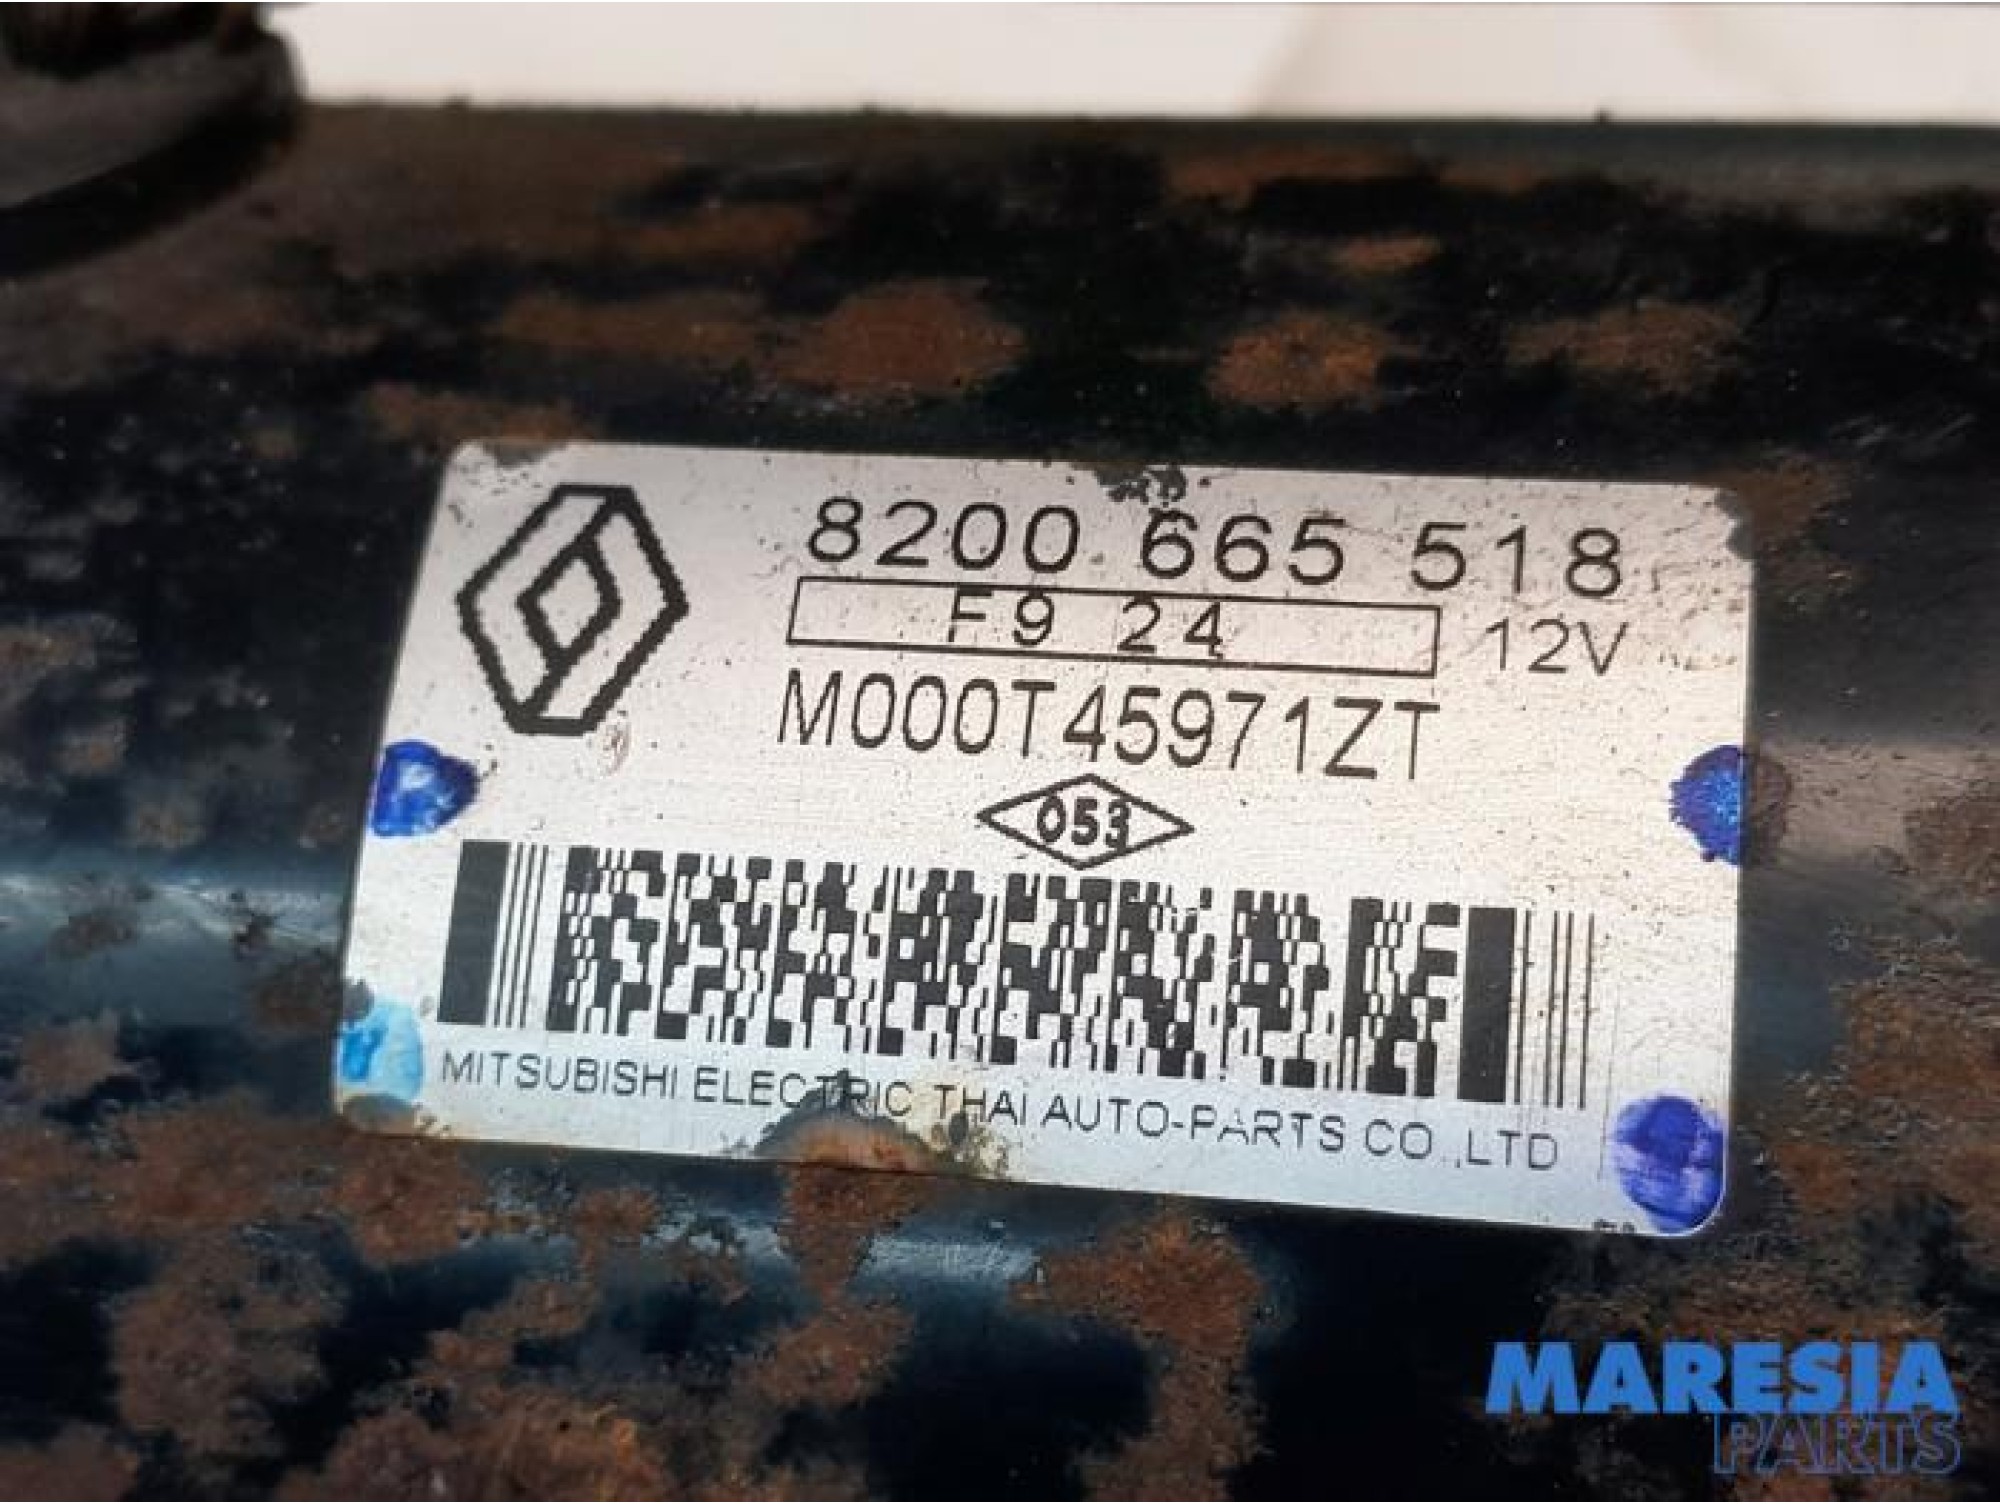 8200 665 518
F9 24
12V
M000T45971ZT
053
MITSUBISHI ELECTRIC THAI AUTO-PARTS CO.,LTD
MARESIA
PARTS